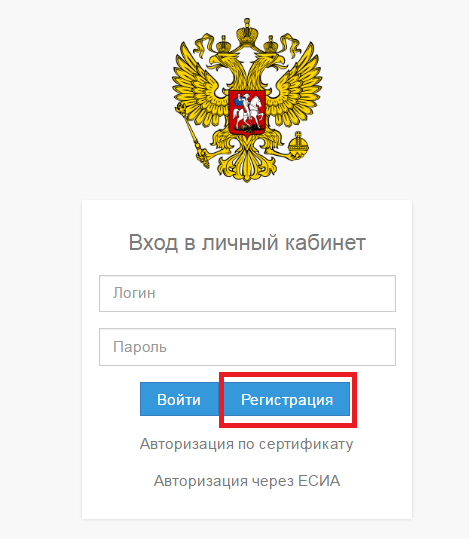 Вход в личный кабинет
Логин
Пароль
Войти Регистрация
Авторизация по сертификату
Авторизация через ЕСИА